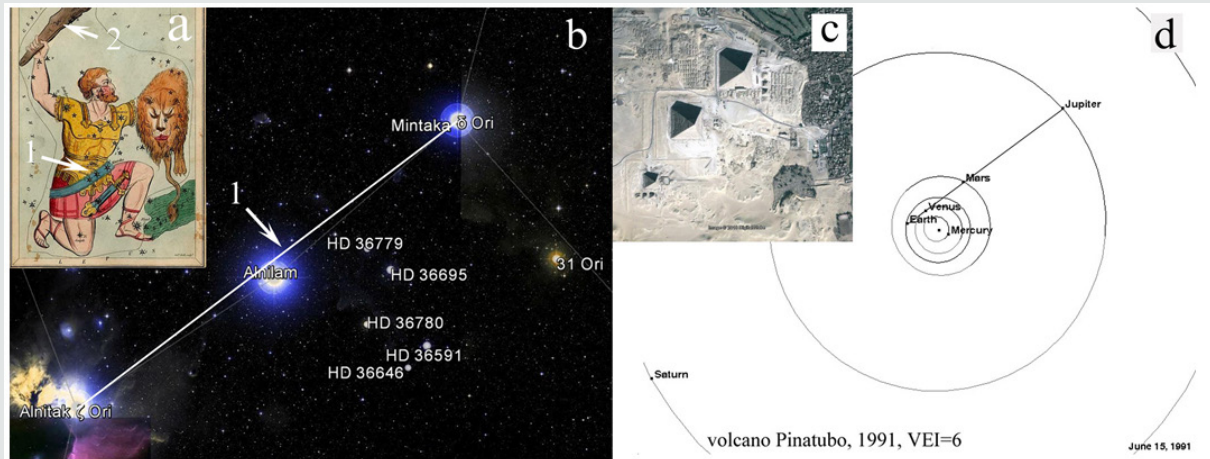 a
2
1
b
Mintaka δ Ori
1
HD 36779
Alnilam
HD 36695
31 Ori
HD 36780
HD 36591
HD 36646
Alnitak ζ Ori
c
d
Jupiter
Mars
Venus
Earth
Mercury
Saturn
volcano Pinatubo, 1991, VEI=6
June 15, 1991